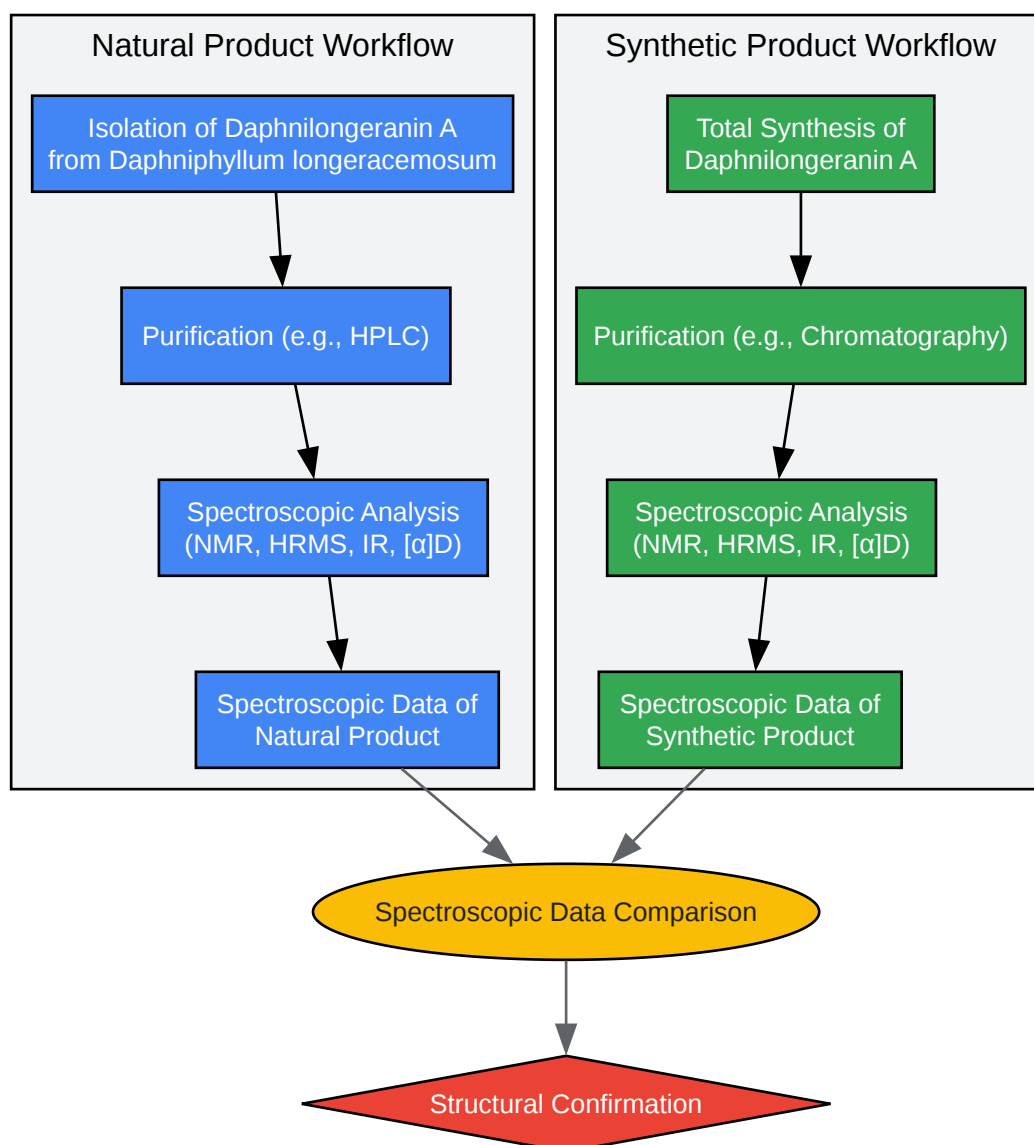 Natural Product Workflow
Isolation of Daphnilongeranin A
from Daphniphyllum longeracemosum
Purification (e.g., HPLC)
Spectroscopic Analysis
(NMR, HRMS, IR, [α]D)
Spectroscopic Data of
Natural Product
Synthetic Product Workflow
Total Synthesis of
Daphnilongeranin A
Purification (e.g., Chromatography)
Spectroscopic Analysis
(NMR, HRMS, IR, [α]D)
Spectroscopic Data of
Synthetic Product
Spectroscopic Data Comparison
Structural Confirmation